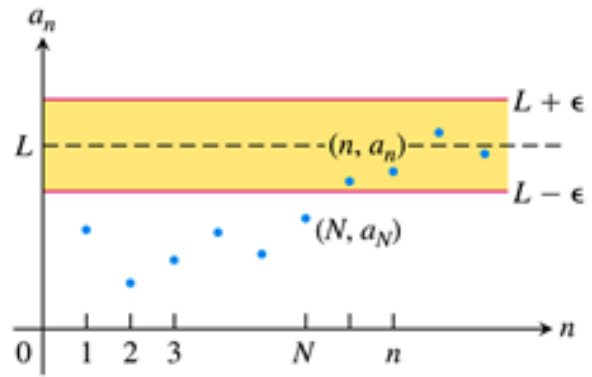 aₙ
L + ϵ
L
(n, aₙ)
L − ϵ
(N, a_N)
n
0 1 2 3 N n